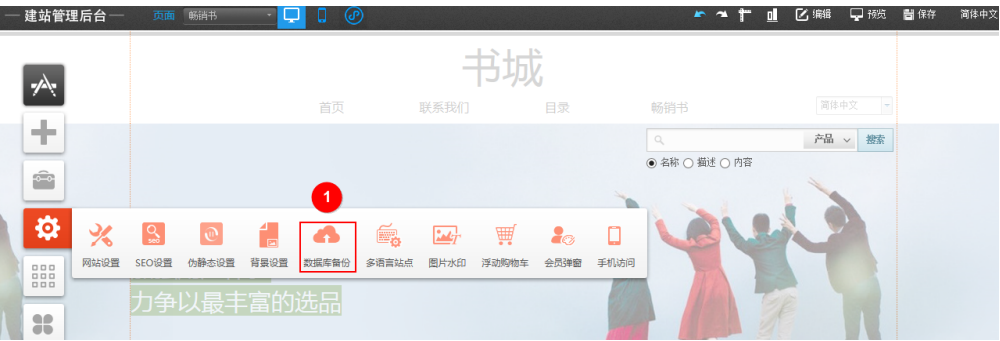 建站管理后台 页面 畅销书 编辑 预览 保存 简体中文
书城
首页 联系我们 目录 畅销书 简体中文
产品 搜索
名称 描述 内容
1
SEO
网站设置 SEO设置 伪静态设置 背景设置 数据库备份 多语言站点 图片水印 浮动购物车 会员弹窗 手机访问
力争以最丰富的选品